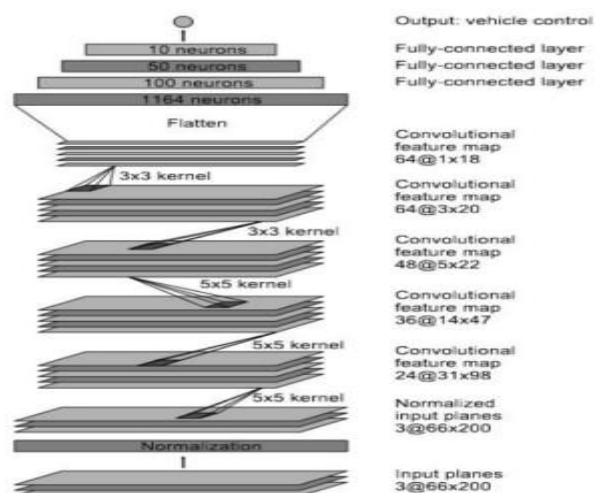 Output: vehicle control
10 neurons
Fully-connected layer
50 neurons
Fully-connected layer
100 neurons
Fully-connected layer
1164 neurons
Flatten
Convolutional
feature map
64@1x18
3x3 kernel
Convolutional
feature map
64@3x20
3x3 kernel
Convolutional
feature map
48@5x22
5x5 kernel
Convolutional
feature map
36@14x47
5x5 kernel
Convolutional
feature map
24@31x98
5x5 kernel
Normalized
input planes
3@66x200
Normalization
Input planes
3@66x200